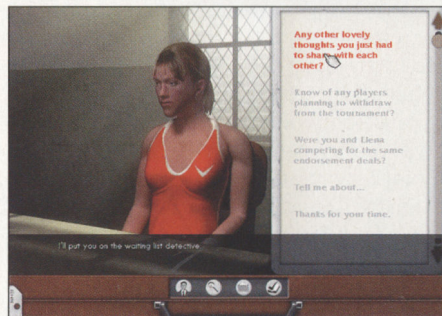 Any other lovely
thoughts you just had
to share with each
other?
Know of any players
planning to withdraw
from the tournament?
Were you and Elena
competing for the same
endorsement deals?
Tell me about...
Thanks for your time.
I'll put you on the waiting list detective.